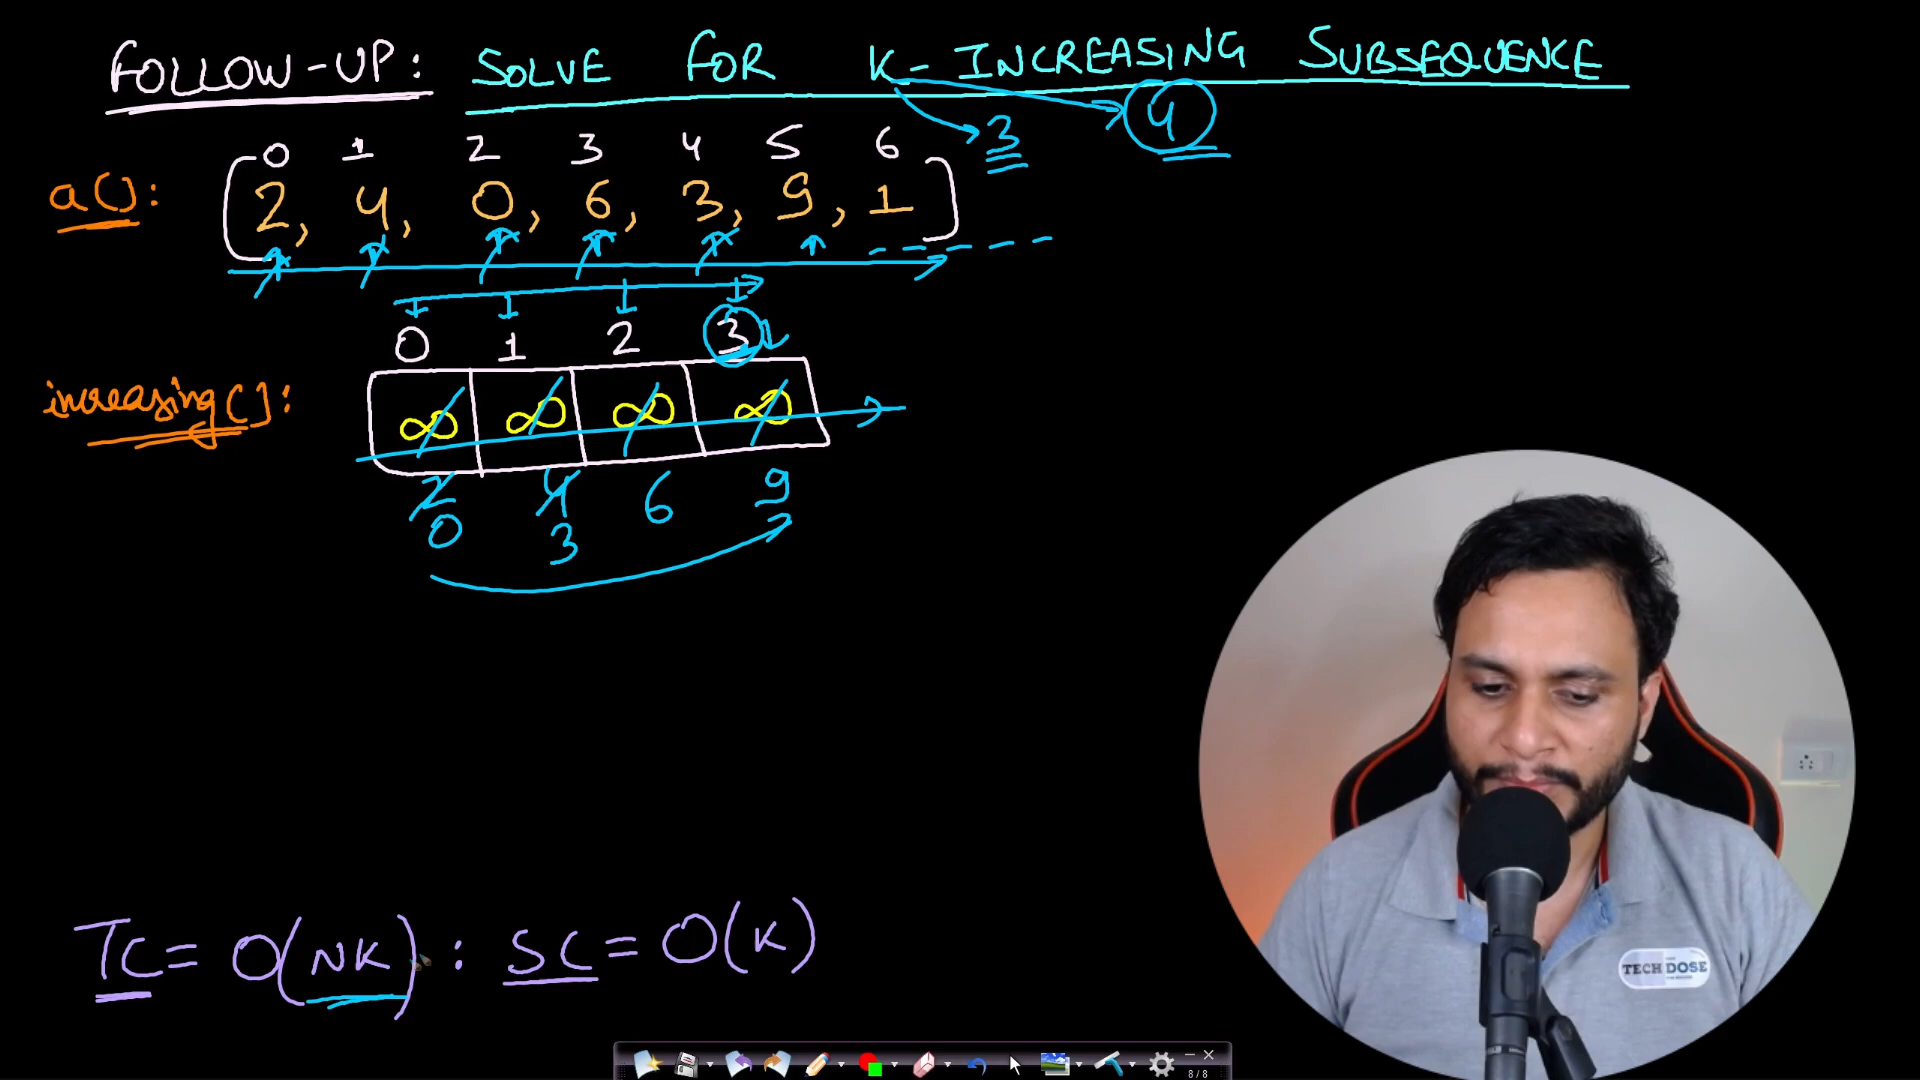 FOLLOW-UP: SOLVE FOR K-INCREASING SUBSEQUENCE
3 4
0 1 2 3 4 5 6
a[]: [2, 4, 0, 6, 3, 9, 1]
0 1 2 3
increasing[]: ∞ ∞ ∞ ∞
2 4 6 9
0 3
TC = O(NK) : SC = O(K)
TECH DOSE
8/8